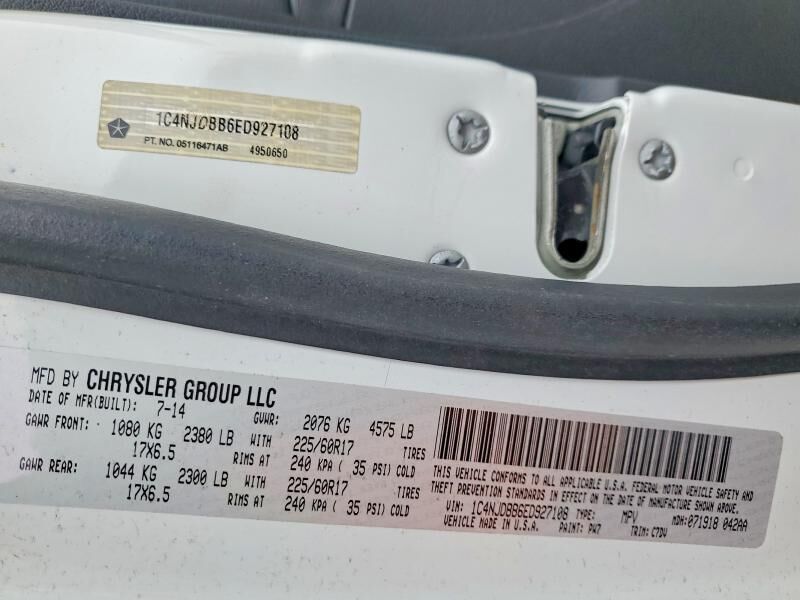 1C4NJDBB6ED927108
PT. NO. 05116471AB 4950650
MFD BY CHRYSLER GROUP LLC
DATE OF MFR(BUILT): 7-14 GVWR: 2076 KG 4575 LB
GAWR FRONT: 1080 KG 2380 LB WITH 225/60R17 TIRES
17X6.5 RIMS AT 240 KPA ( 35 PSI) COLD
GAWR REAR: 1044 KG 2300 LB WITH 225/60R17 TIRES
17X6.5 RIMS AT 240 KPA ( 35 PSI) COLD
THIS VEHICLE CONFORMS TO ALL APPLICABLE U.S.A. FEDERAL MOTOR VEHICLE SAFETY AND
THEFT PREVENTION STANDARDS IN EFFECT ON THE DATE OF MANUFACTURE SHOWN ABOVE.
VIN: 1C4NJDBB6ED927108 TYPE: MPV MDH:071918 042AA
VEHICLE MADE IN U.S.A. PAINT: PW7 TRIM: C7DV